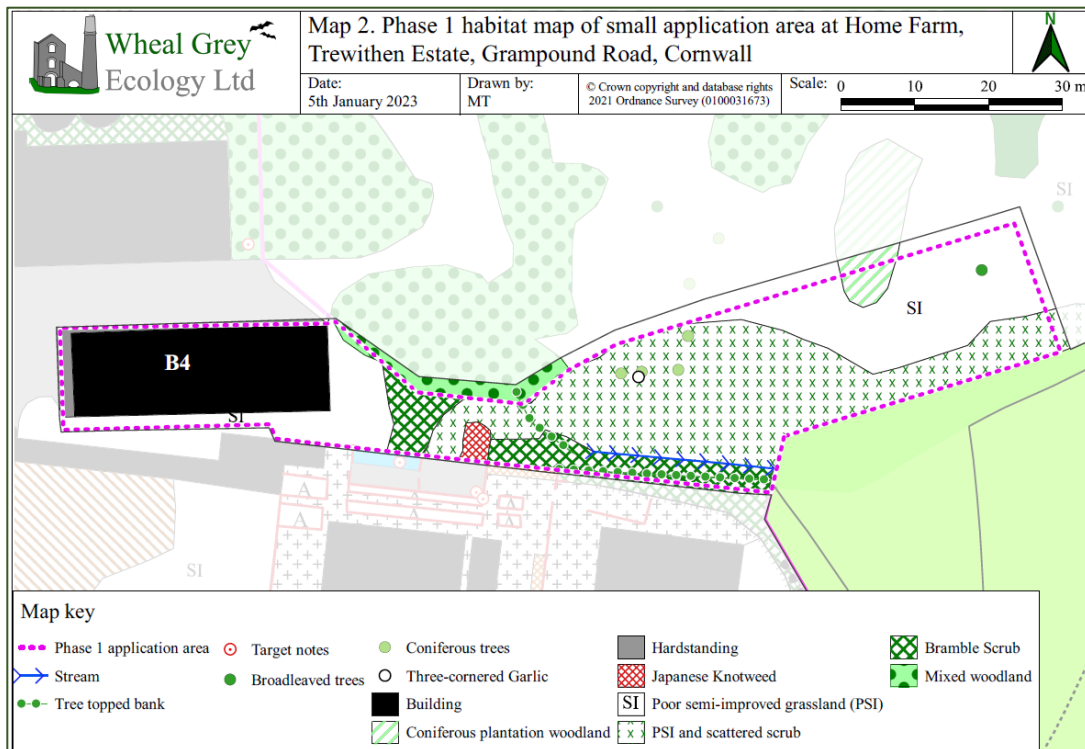 Wheal Grey
Ecology Ltd
Map 2. Phase 1 habitat map of small application area at Home Farm,
Trewithen Estate, Grampound Road, Cornwall
N
Date:
5th January 2023
Drawn by:
MT
© Crown copyright and database rights
2021 Ordnance Survey (0100031673)
Scale:
0 10 20 30 m
SI
SI
B4
SI
A
A
A
A
SI
Map key
Phase 1 application area
Stream
Tree topped bank
Target notes
Broadleaved trees
Coniferous trees
Three-cornered Garlic
Building
Coniferous plantation woodland
Hardstanding
Japanese Knotweed
SI Poor semi-improved grassland (PSI)
PSI and scattered scrub
Bramble Scrub
Mixed woodland